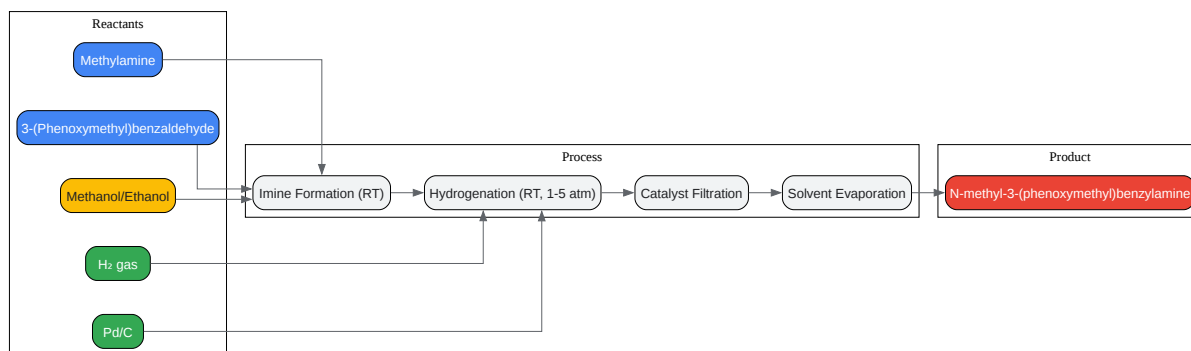 Reactants
Methylamine
3-(Phenoxymethyl)benzaldehyde
Methanol/Ethanol
H₂ gas
Pd/C
Process
Imine Formation (RT)
Hydrogenation (RT, 1-5 atm)
Catalyst Filtration
Solvent Evaporation
Product
N-methyl-3-(phenoxymethyl)benzylamine